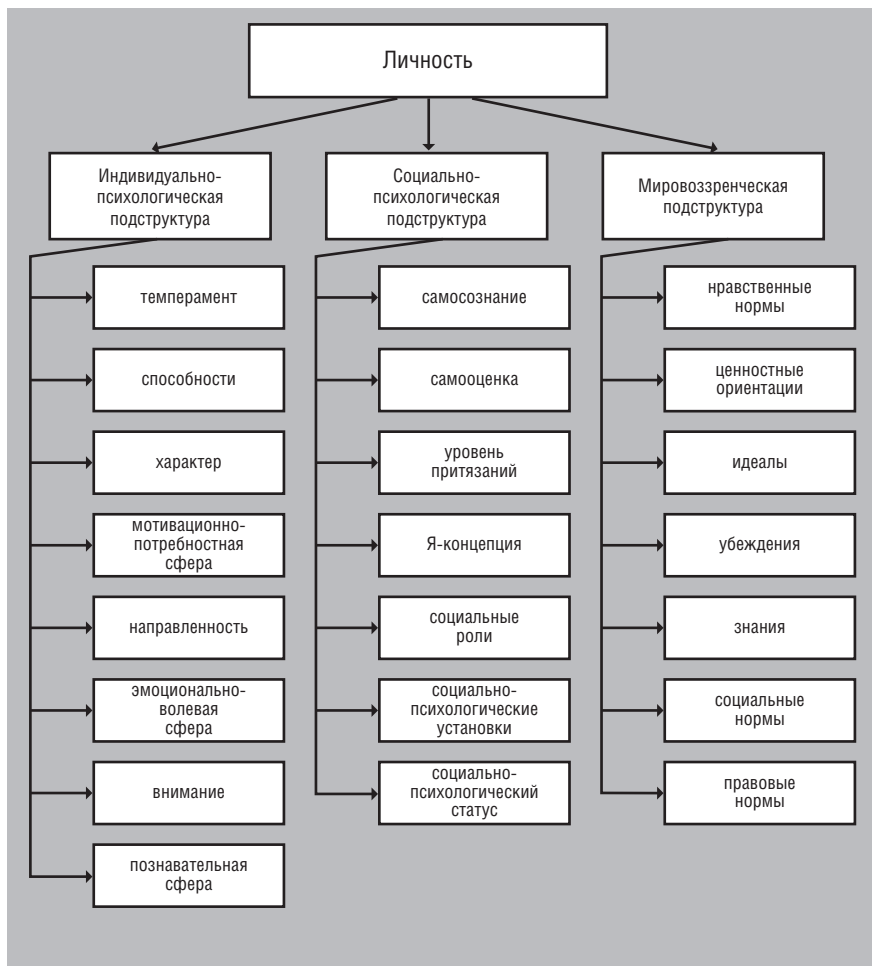 Личность
Индивидуально-
психологическая
подструктура
темперамент
способности
характер
мотивационно-
потребностная
сфера
направленность
эмоционально-
волевая
сфера
внимание
познавательная
сфера
Социально-
психологическая
подструктура
самосознание
самооценка
уровень
притязаний
Я-концепция
социальные
роли
социально-
психологические
установки
социально-
психологический
статус
Мировоззренческая
подструктура
нравственные
нормы
ценностные
ориентации
идеалы
убеждения
знания
социальные
нормы
правовые
нормы